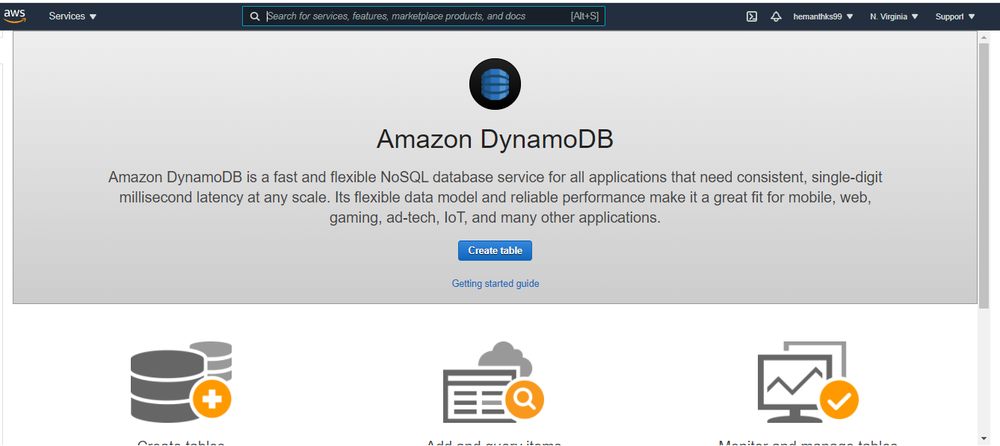 aws
Services
Search for services, features, marketplace products, and docs
[Alt+S]
hemanthks99
N. Virginia
Support
Amazon DynamoDB
Amazon DynamoDB is a fast and flexible NoSQL database service for all applications that need consistent, single-digit
millisecond latency at any scale. Its flexible data model and reliable performance make it a great fit for mobile, web,
gaming, ad-tech, IoT, and many other applications.
Create table
Getting started guide
Create tables
Add and query items
Monitor and manage tables